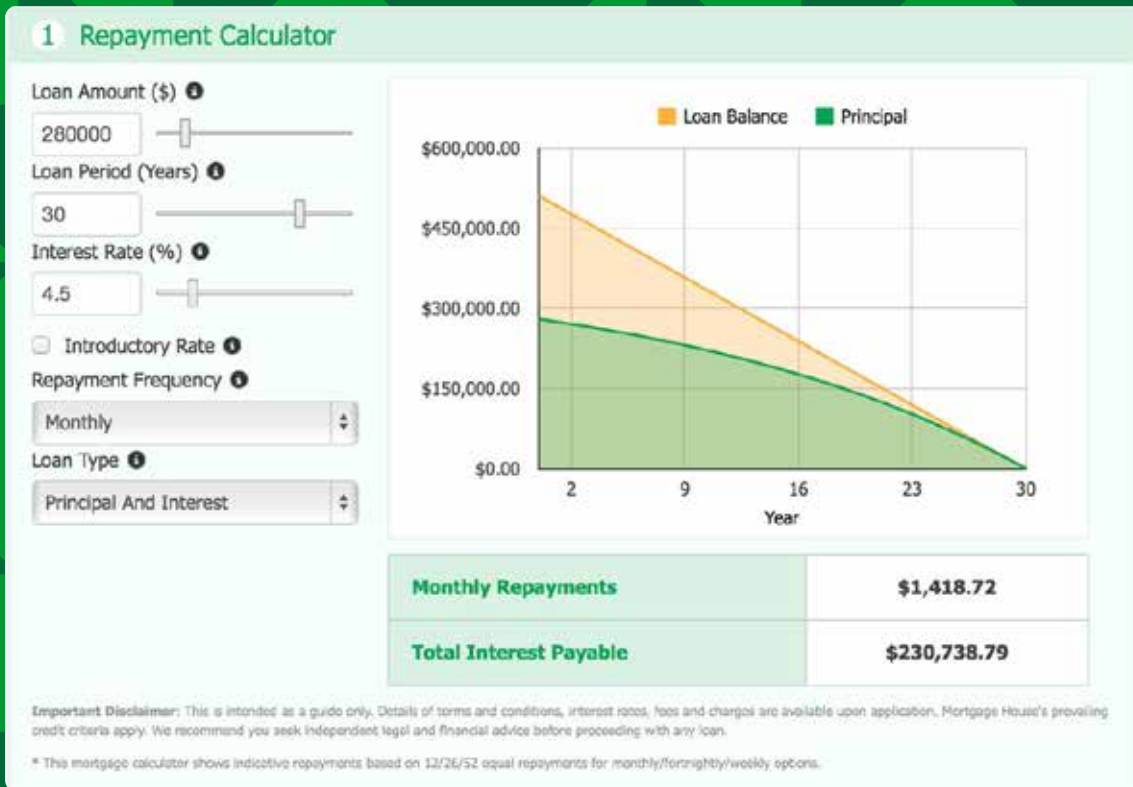 1 Repayment Calculator
Loan Amount ($)
280000
Loan Period (Years)
30
Interest Rate (%)
4.5
Introductory Rate
Repayment Frequency
Monthly
Loan Type
Principal And Interest
Loan Balance Principal
$600,000.00
$450,000.00
$300,000.00
$150,000.00
$0.00
2 9 16 23 30
Year
Monthly Repayments $1,418.72
Total Interest Payable $230,738.79
Important Disclaimer: This is intended as a guide only. Details of terms and conditions, interest rates, fees and charges are available upon application. Mortgage House's prevailing
credit criteria apply. We recommend you seek independent legal and financial advice before proceeding with any loan.
* This mortgage calculator shows indicative repayments based on 12/26/52 equal repayments for monthly/fortnightly/weekly options.